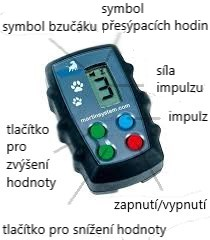 symbol
přesýpacích hodin
symbol bzučáku
síla
impulzu
martinsystem.com
impulz
tlačítko
pro
zvýšení
hodnoty
zapnutí/vypnutí
tlačítko pro snížení hodnoty